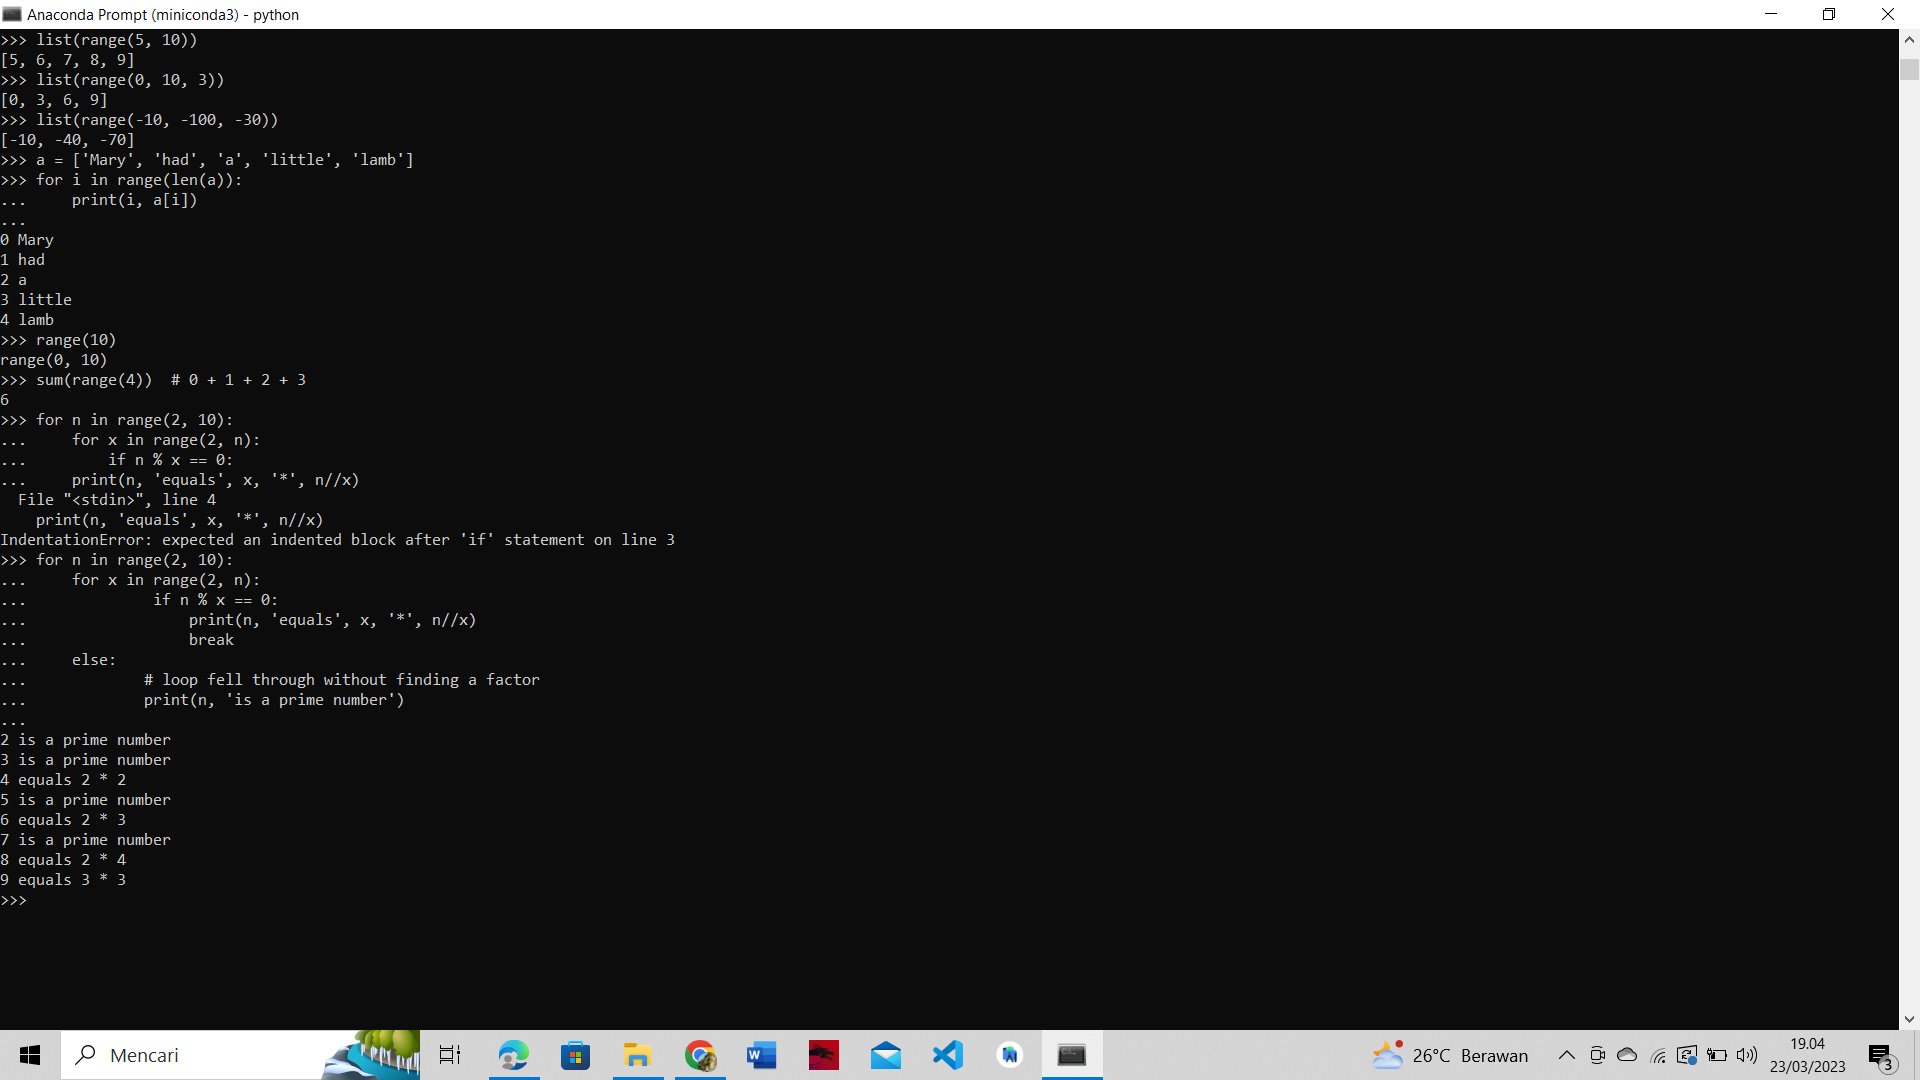 Anaconda Prompt (miniconda3) - python
>>> list(range(5, 10))
[5, 6, 7, 8, 9]
>>> list(range(0, 10, 3))
[0, 3, 6, 9]
>>> list(range(-10, -100, -30))
[-10, -40, -70]
>>> a = ['Mary', 'had', 'a', 'little', 'lamb']
>>> for i in range(len(a)):
...     print(i, a[i])
...
0 Mary
1 had
2 a
3 little
4 lamb
>>> range(10)
range(0, 10)
>>> sum(range(4))  # 0 + 1 + 2 + 3
6
>>> for n in range(2, 10):
...     for x in range(2, n):
...         if n % x == 0:
...     print(n, 'equals', x, '*', n//x)
  File "<stdin>", line 4
    print(n, 'equals', x, '*', n//x)
IndentationError: expected an indented block after 'if' statement on line 3
>>> for n in range(2, 10):
...     for x in range(2, n):
...              if n % x == 0:
...                  print(n, 'equals', x, '*', n//x)
...                  break
...     else:
...             # loop fell through without finding a factor
...             print(n, 'is a prime number')
...
2 is a prime number
3 is a prime number
4 equals 2 * 2
5 is a prime number
6 equals 2 * 3
7 is a prime number
8 equals 2 * 4
9 equals 3 * 3
>>>
Mencari
26°C Berawan
19.04
23/03/2023
3